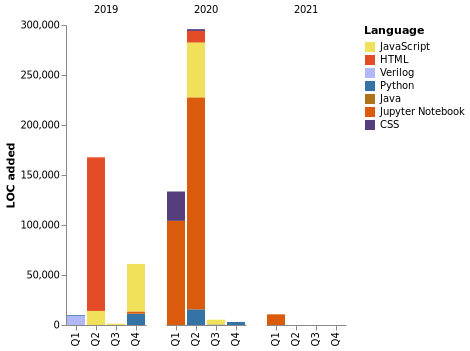 2019
2020
2021
300,000
250,000
200,000
150,000
100,000
50,000
0
LOC added
Q1
Q2
Q3
Q4
Q1
Q2
Q3
Q4
Q1
Q2
Q3
Q4
Language
JavaScript
HTML
Verilog
Python
Java
Jupyter Notebook
CSS